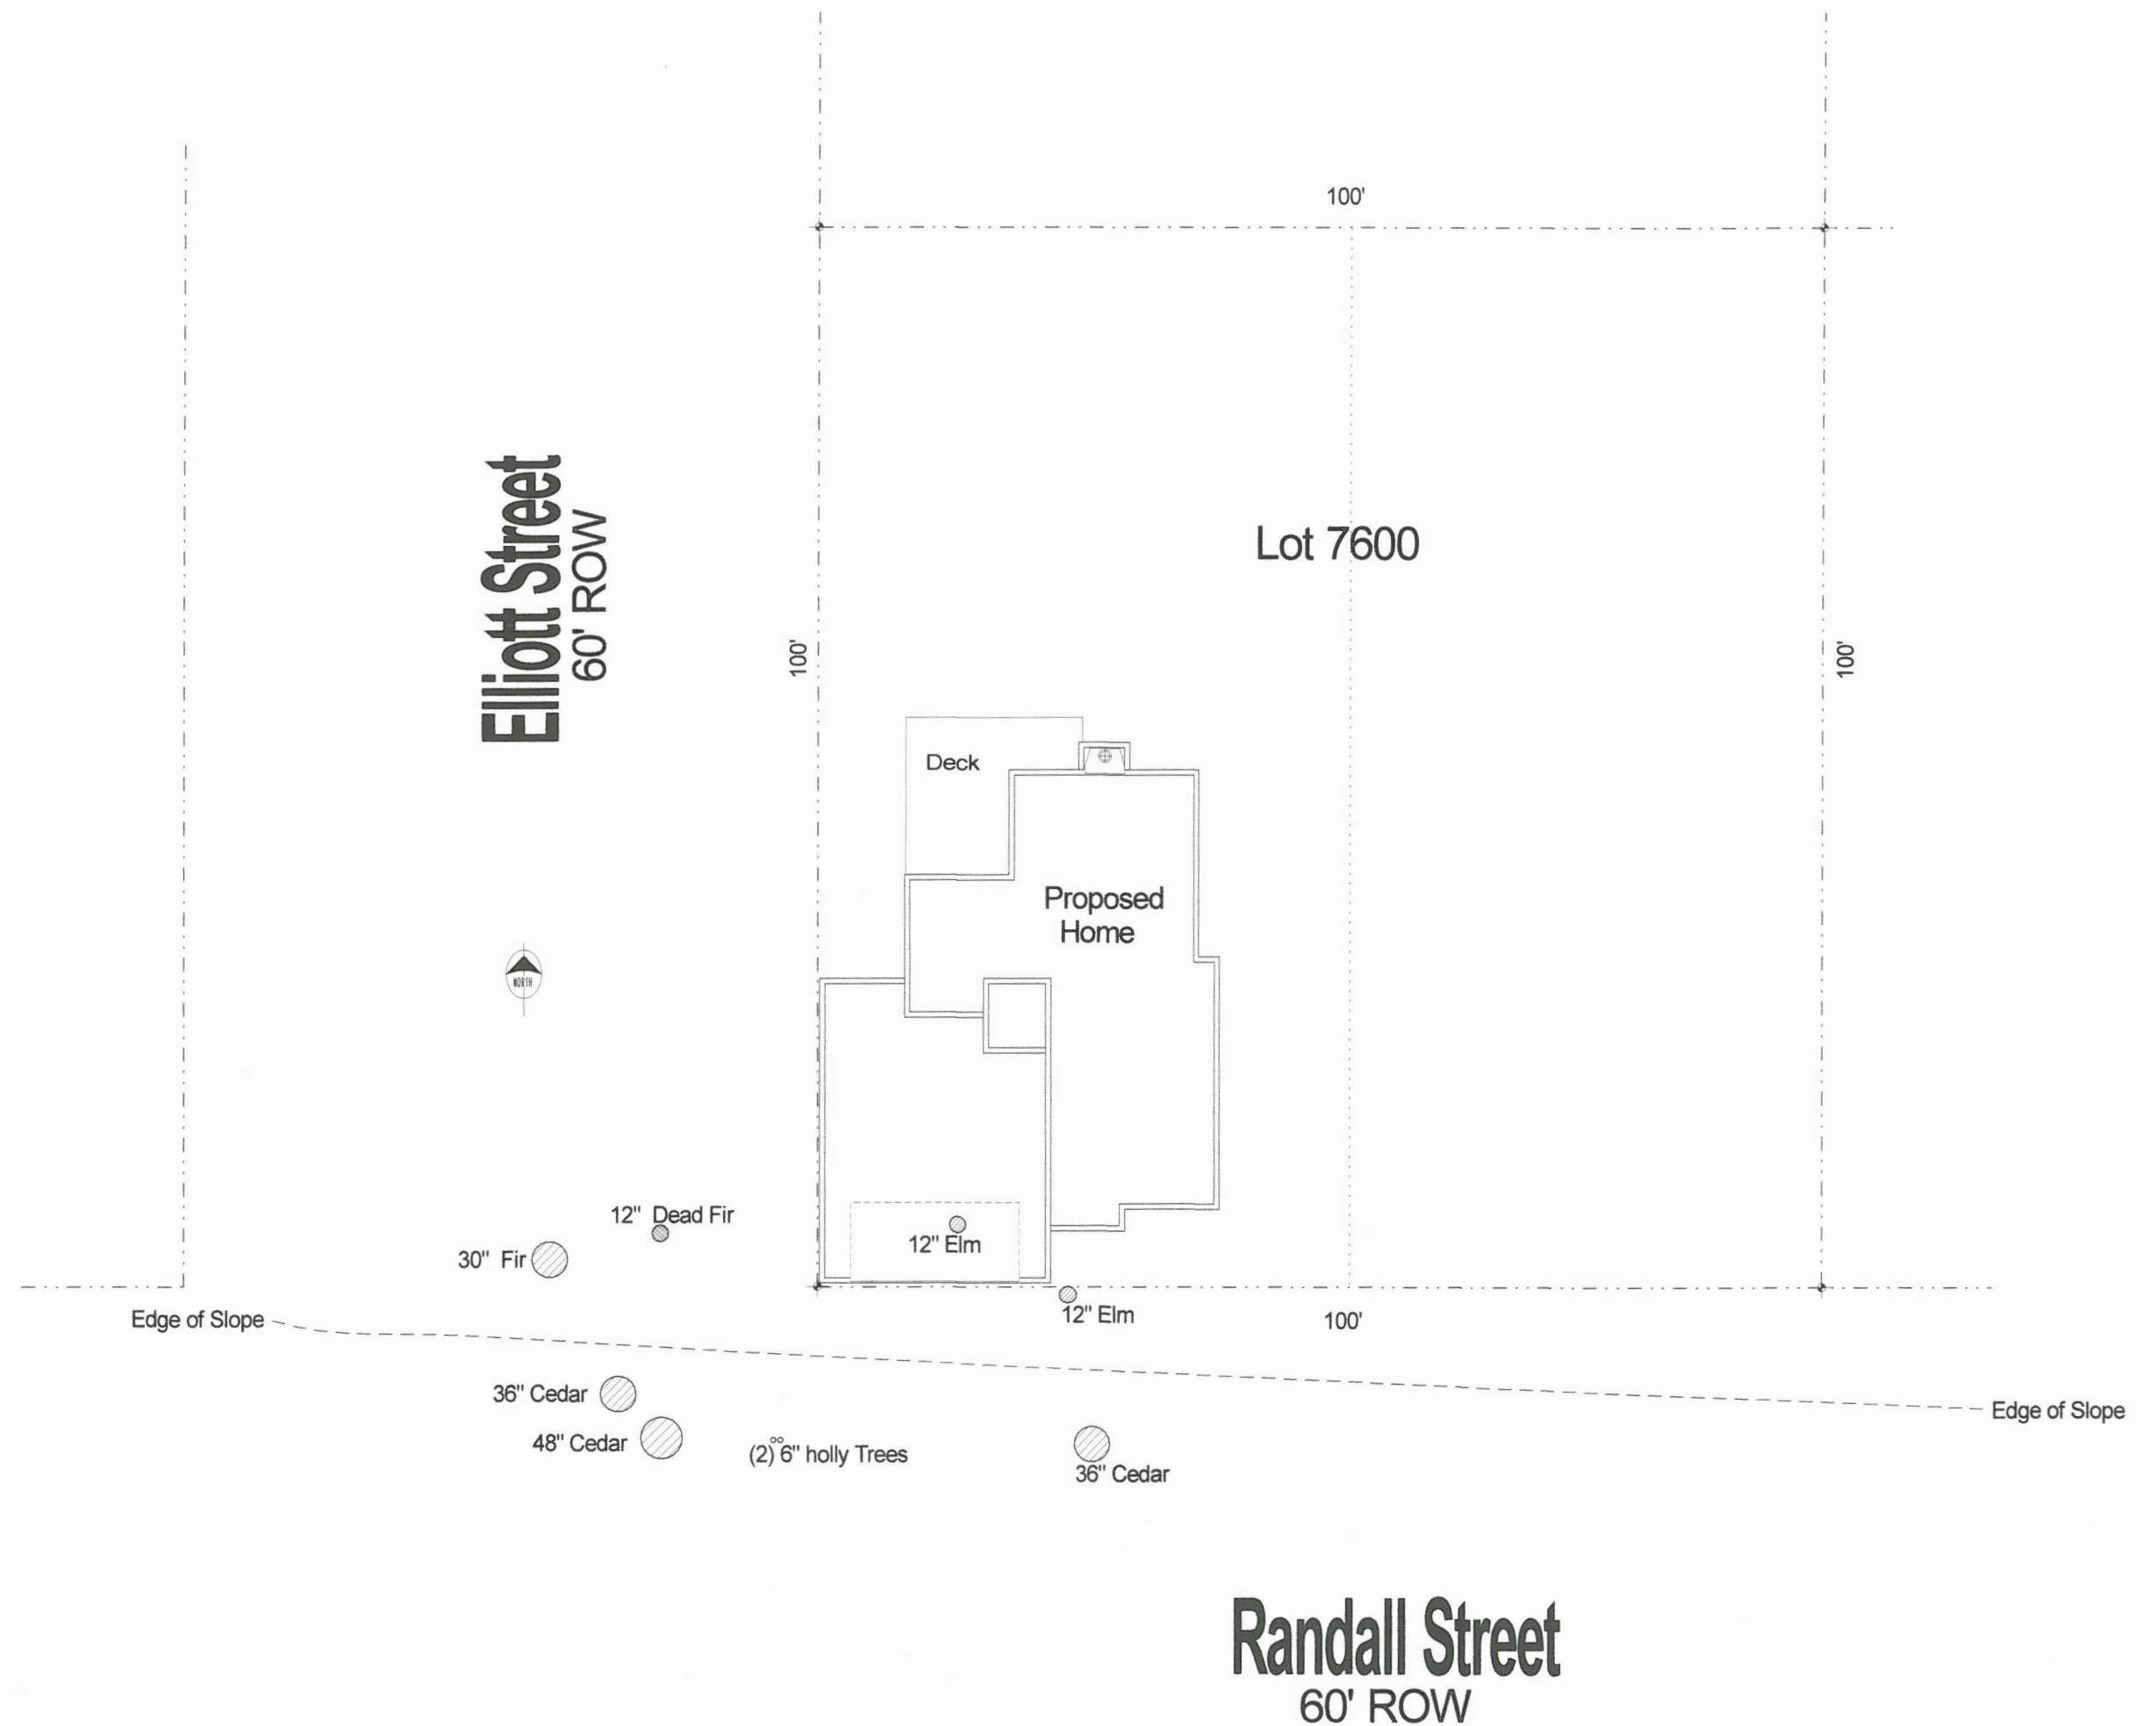 100'
Elliott Street
60' ROW
Lot 7600
100'
100'
Deck
Proposed
Home
NORTH
12" Dead Fir
30" Fir
12" Elm
12" Elm
Edge of Slope
100'
36" Cedar
48" Cedar
(2) 6" holly Trees
36" Cedar
Edge of Slope
Randall Street
60' ROW